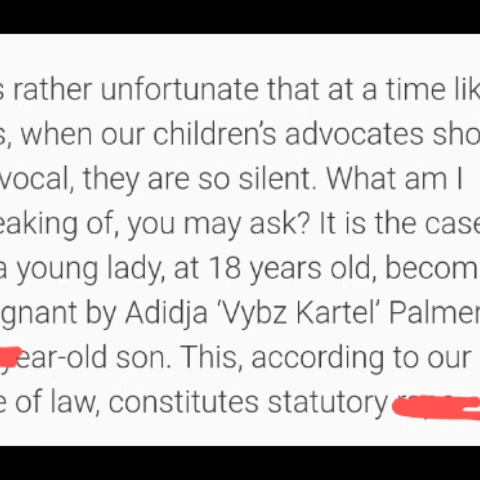 s rather unfortunate that at a time lik
s, when our children's advocates sho
vocal, they are so silent. What am I
eaking of, you may ask? It is the case
a young lady, at 18 years old, becom
gnant by Adidja ‘Vybz Kartel’ Palmer
ear-old son. This, according to our
e of law, constitutes statutory